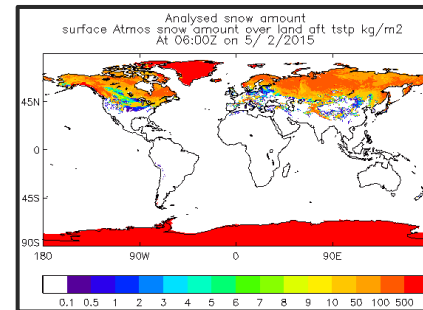 Analysed snow amount
surface Atmos snow amount over land aft tstp kg/m2
At 06:00Z on 5/ 2/2015
45N
0
45S
90S
180 90W 0 90E
0.1 0.5 1 2 3 4 5 6 7 8 9 10 50 100 500